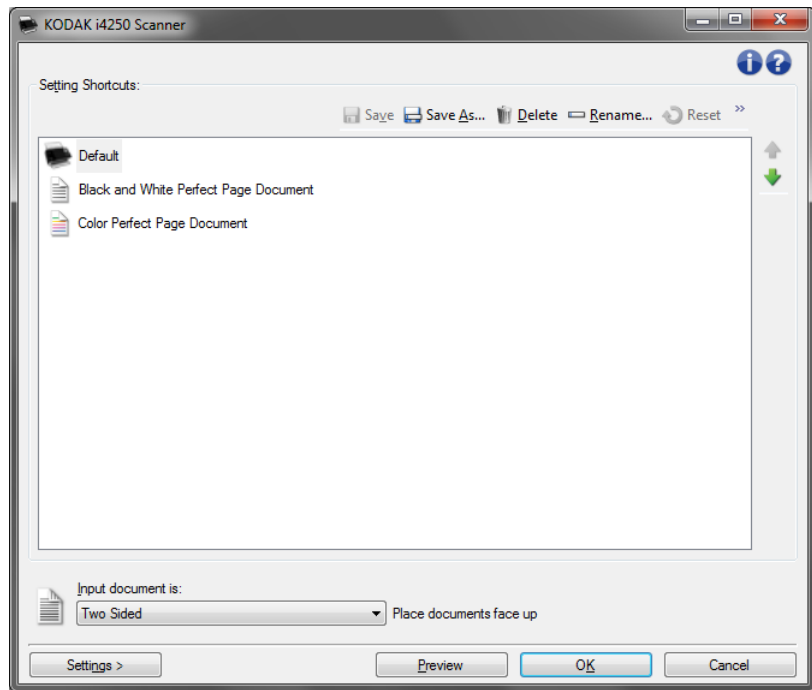 KODAK i4250 Scanner
Setting Shortcuts:
Save Save As... Delete Rename... Reset »
Default
Black and White Perfect Page Document
Color Perfect Page Document
Input document is:
Two Sided Place documents face up
Settings > Preview OK Cancel